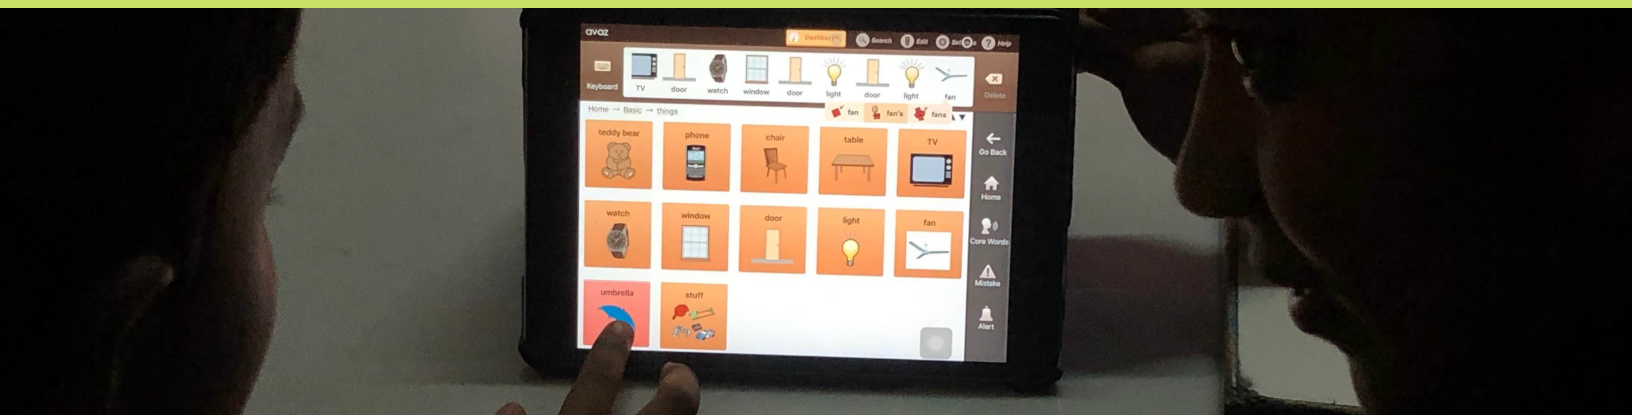 avaz
Dashboard Search Edit Settings Help
Keyboard TV door watch window door light door light fan Delete
Home → Basic → things fan fan's fans
teddy bear phone chair table TV
watch window door light fan
umbrella stuff
Go Back
Home
Core Words
Mistake
Alert